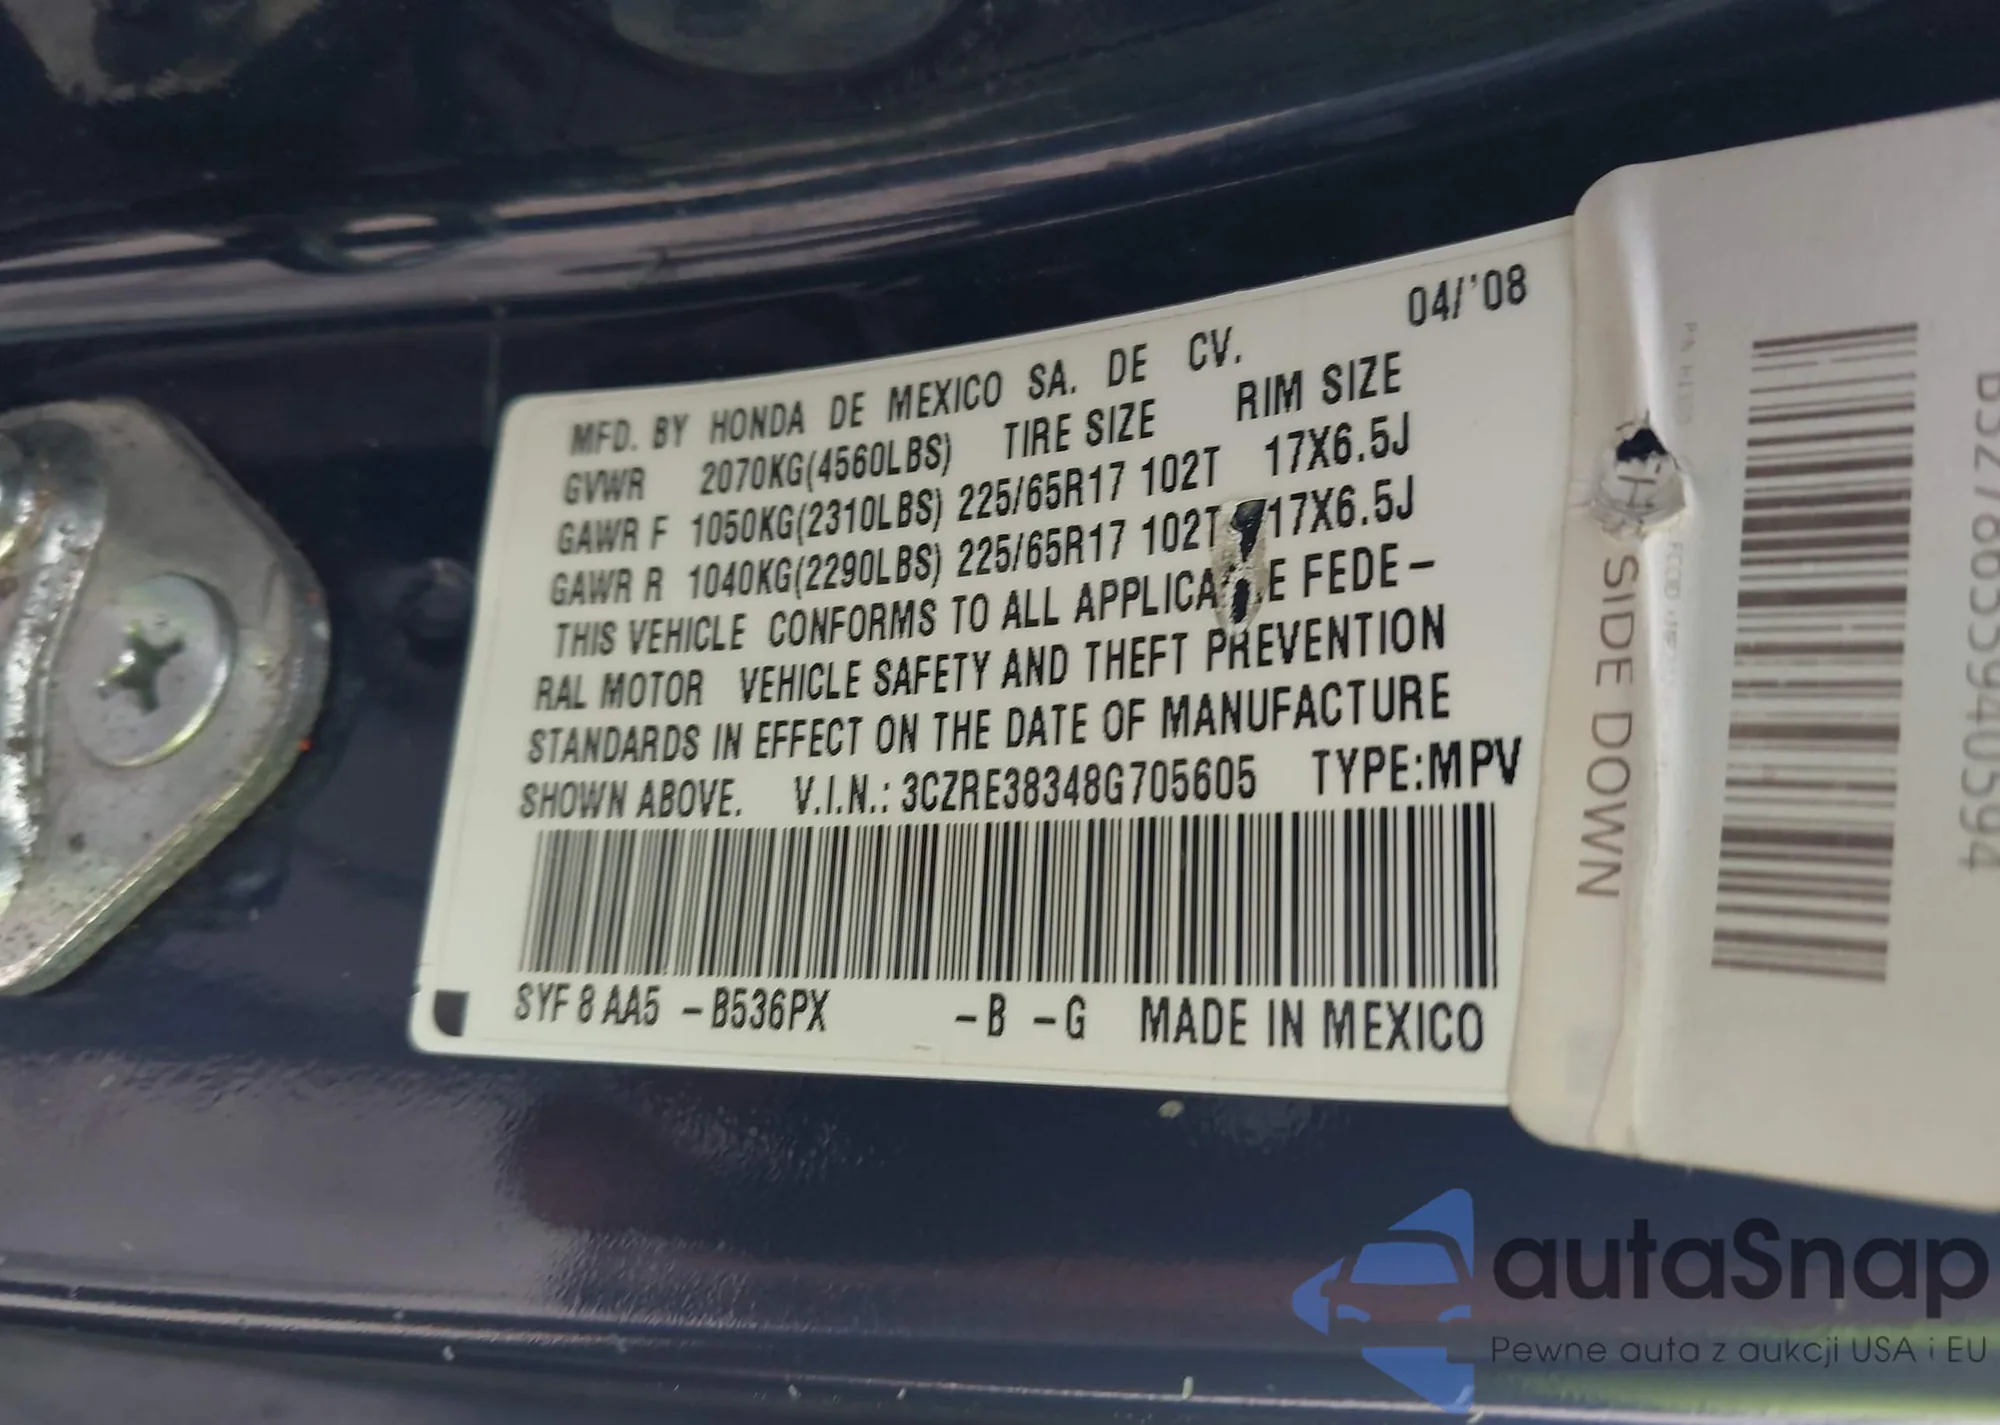 04/'08
MFD. BY HONDA DE MEXICO SA. DE CV.
GVWR 2070KG(4560LBS) TIRE SIZE RIM SIZE
GAWR F 1050KG(2310LBS) 225/65R17 102T 17X6.5J
GAWR R 1040KG(2290LBS) 225/65R17 102T 17X6.5J
THIS VEHICLE CONFORMS TO ALL FEDE-
RAL MOTOR VEHICLE SAFETY AND THEFT PREVENTION
STANDARDS IN EFFECT ON THE DATE OF MANUFACTURE
SHOWN ABOVE. V.I.N.: 3CZRE38348G705605 TYPE:MPV
SYF 8 AA5 -B536PX -B -G MADE IN MEXICO
SIDE DOWN
autaSnap
Pewne auta z aukcji USA i EU